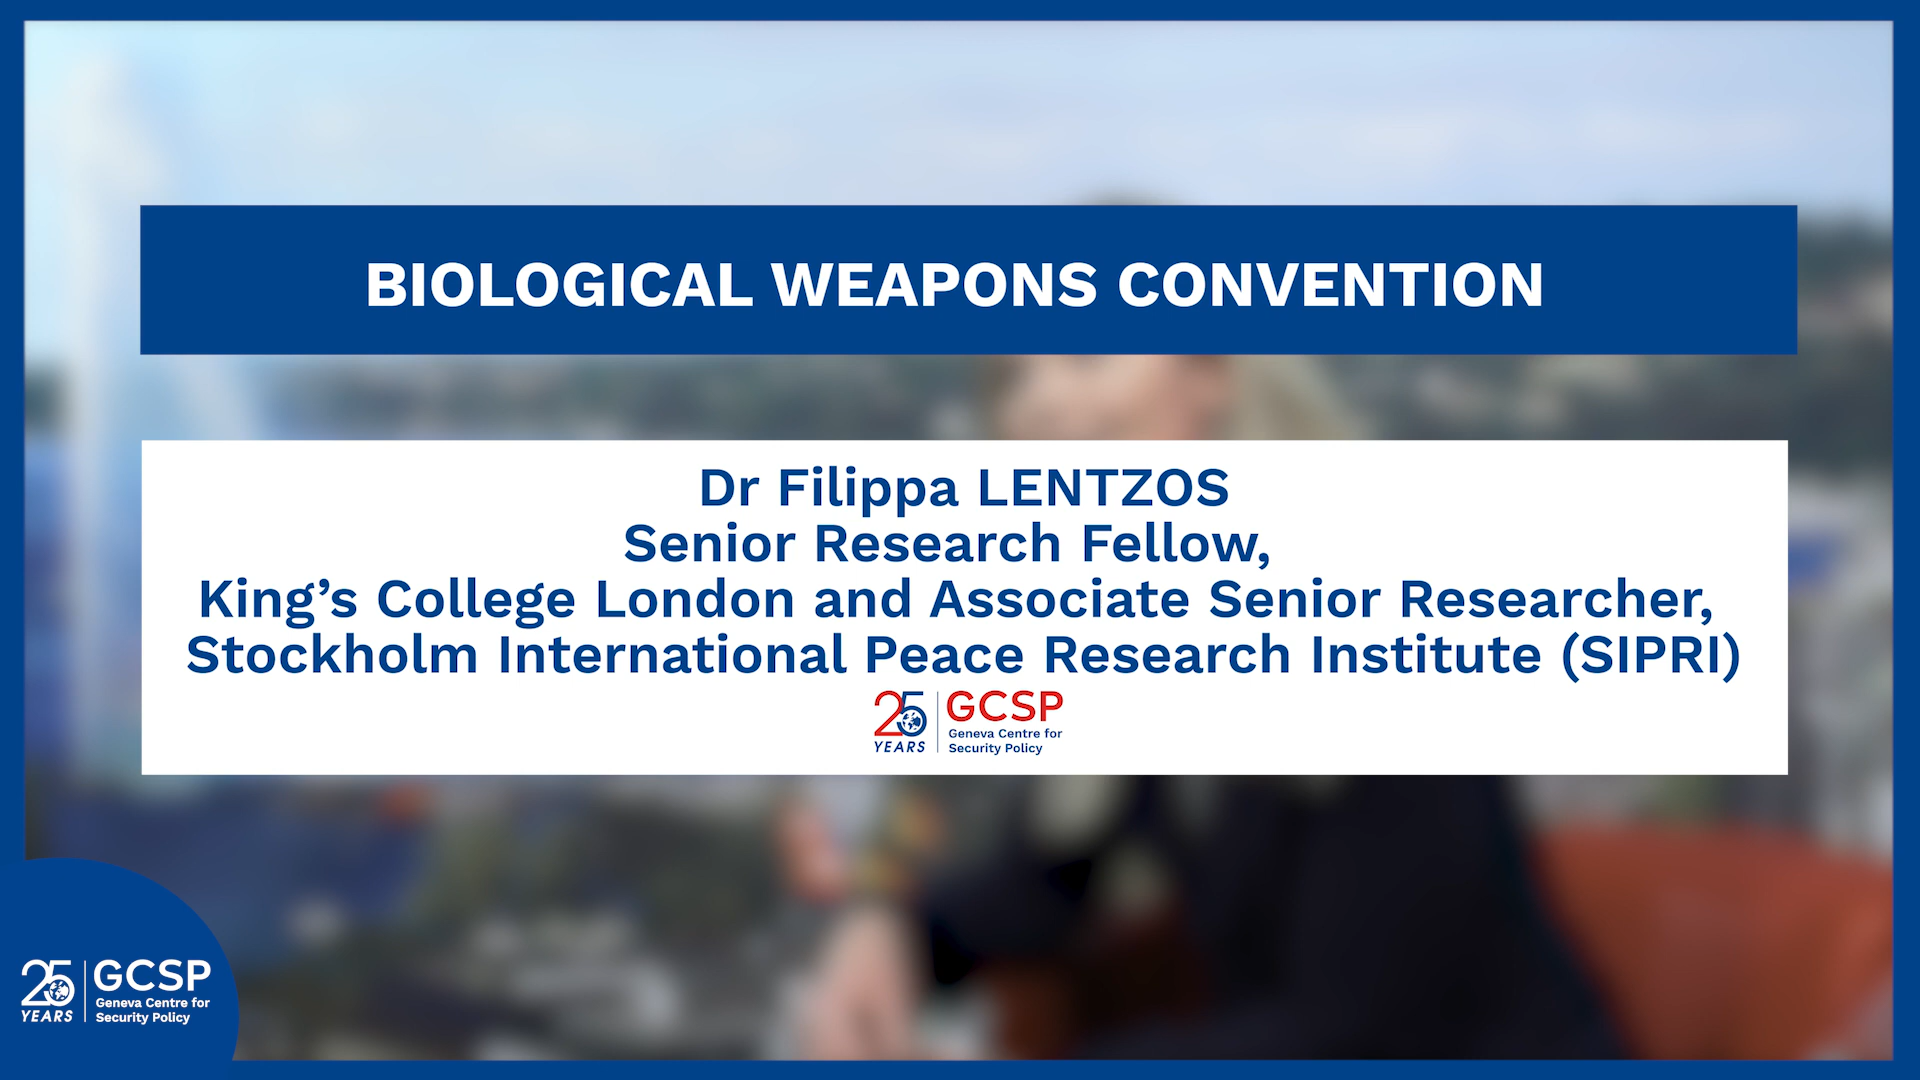 BIOLOGICAL WEAPONS CONVENTION
Dr Filippa LENTZOS
Senior Research Fellow,
King’s College London and Associate Senior Researcher,
Stockholm International Peace Research Institute (SIPRI)
25 YEARS
GCSP
Geneva Centre for
Security Policy
25 YEARS
GCSP
Geneva Centre for
Security Policy